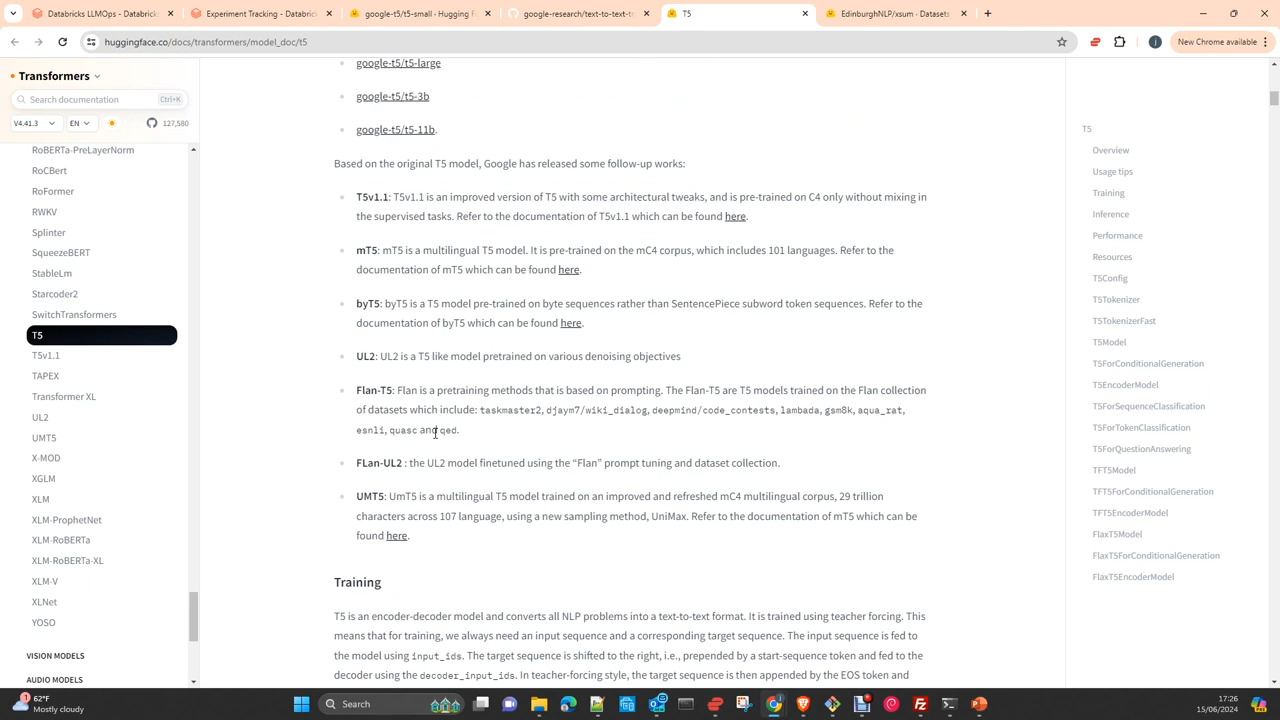 Databricks LLMOps - Databricks
Experiment Tracking - Databric
google-t5/t5-small · Hugging F
google-research/text-to-text-t
T5
EdinburghNLP/xsum · Datasets
huggingface.co/docs/transformers/model_doc/t5
New Chrome available
Transformers
Search documentation
Ctrl+K
V4.41.3
EN
127,580
RoBERTa-PreLayerNorm
RoCBert
RoFormer
RWKV
Splinter
SqueezeBERT
StableLm
Starcoder2
SwitchTransformers
T5
T5v1.1
TAPEX
Transformer XL
UL2
UMT5
X-MOD
XGLM
XLM
XLM-ProphetNet
XLM-RoBERTa
XLM-RoBERTa-XL
XLM-V
XLNet
YOSO
VISION MODELS
AUDIO MODELS
google-t5/t5-large
google-t5/t5-3b
google-t5/t5-11b.
Based on the original T5 model, Google has released some follow-up works:
T5v1.1: T5v1.1 is an improved version of T5 with some architectural tweaks, and is pre-trained on C4 only without mixing in
the supervised tasks. Refer to the documentation of T5v1.1 which can be found here.
mT5: mT5 is a multilingual T5 model. It is pre-trained on the mC4 corpus, which includes 101 languages. Refer to the
documentation of mT5 which can be found here.
byT5: byT5 is a T5 model pre-trained on byte sequences rather than SentencePiece subword token sequences. Refer to the
documentation of byT5 which can be found here.
UL2: UL2 is a T5 like model pretrained on various denoising objectives
Flan-T5: Flan is a pretraining methods that is based on prompting. The Flan-T5 are T5 models trained on the Flan collection
of datasets which include: taskmaster2, djaym7/wiki_dialog, deepmind/code_contests, lambada, gsm8k, aqua_rat,
esnli, quasc and qed.
FLan-UL2 : the UL2 model finetuned using the “Flan” prompt tuning and dataset collection.
UMT5: UmT5 is a multilingual T5 model trained on an improved and refreshed mC4 multilingual corpus, 29 trillion
characters across 107 language, using a new sampling method, UniMax. Refer to the documentation of mT5 which can be
found here.
Training
T5 is an encoder-decoder model and converts all NLP problems into a text-to-text format. It is trained using teacher forcing. This
means that for training, we always need an input sequence and a corresponding target sequence. The input sequence is fed to
the model using input_ids. The target sequence is shifted to the right, i.e., prepended by a start-sequence token and fed to the
decoder using the decoder_input_ids. In teacher-forcing style, the target sequence is then appended by the EOS token and
T5
Overview
Usage tips
Training
Inference
Performance
Resources
T5Config
T5Tokenizer
T5TokenizerFast
T5Model
T5ForConditionalGeneration
T5EncoderModel
T5ForSequenceClassification
T5ForTokenClassification
T5ForQuestionAnswering
TFT5Model
TFT5ForConditionalGeneration
TFT5EncoderModel
FlaxT5Model
FlaxT5ForConditionalGeneration
FlaxT5EncoderModel
62°F
Mostly cloudy
Search
17:26
15/06/2024